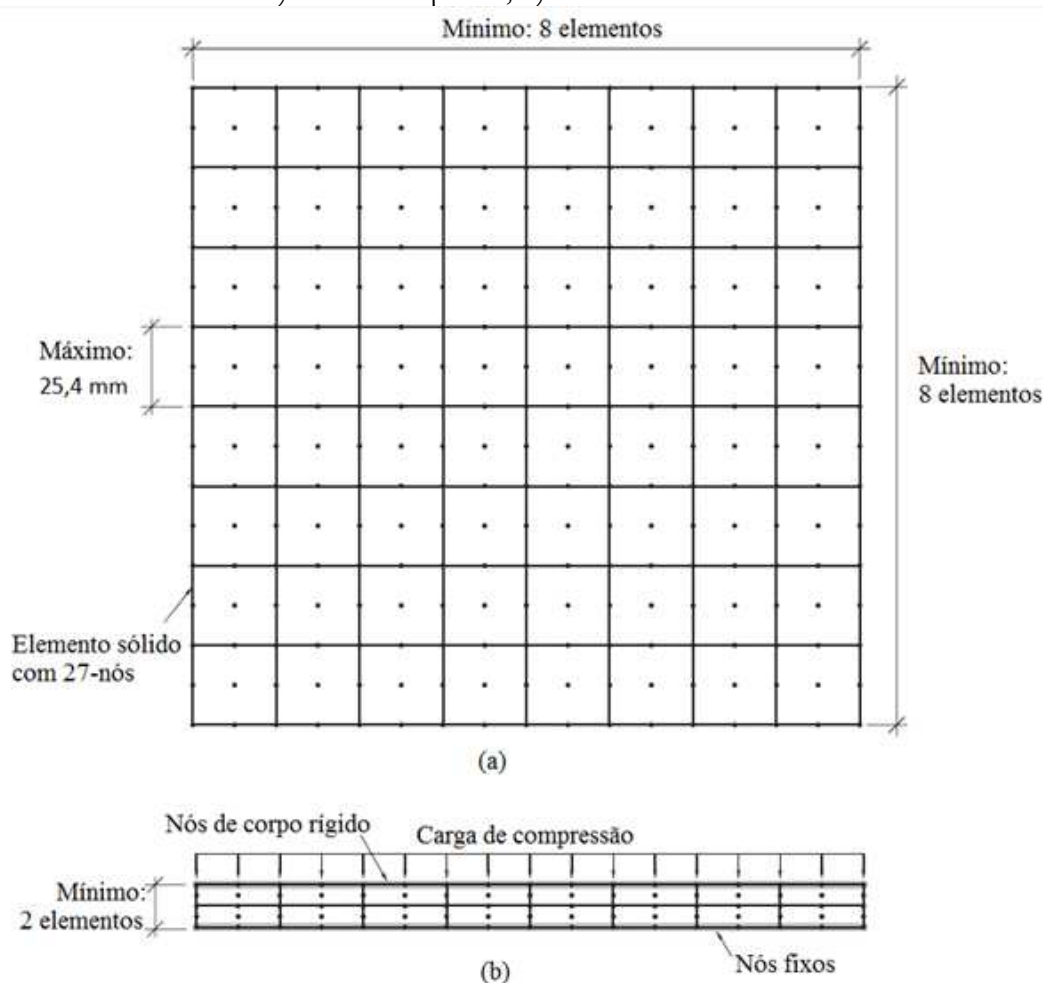 Mínimo: 8 elementos
Máximo:
25,4 mm
Mínimo:
8 elementos
Elemento sólido
com 27-nós
(a)
Nós de corpo rígido
Carga de compressão
Mínimo:
2 elementos
Nós fixos
(b)